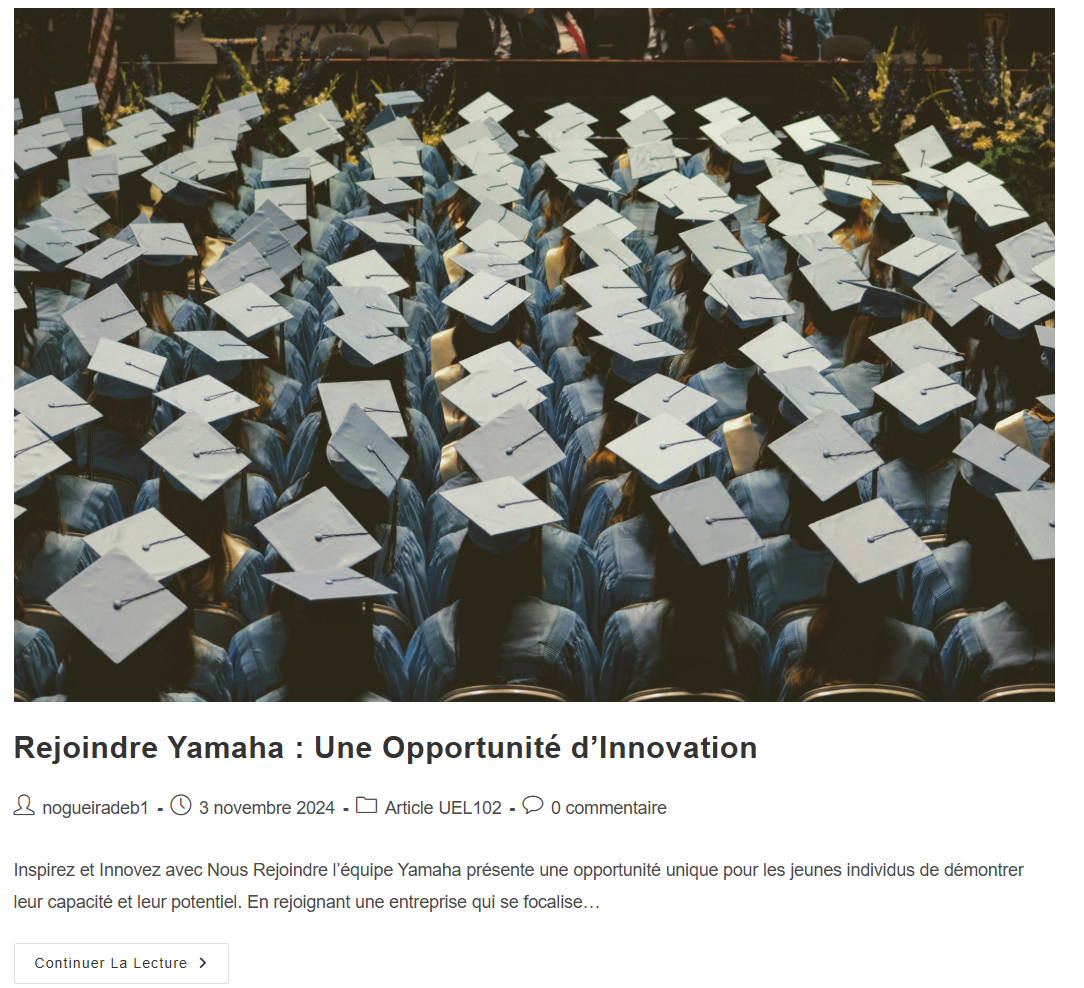 Rejoindre Yamaha : Une Opportunité d’Innovation
nogueiradeb1 - 3 novembre 2024 - Article UEL102 - 0 commentaire
Inspirez et Innovez avec Nous Rejoindre l’équipe Yamaha présente une opportunité unique pour les jeunes individus de démontrer
leur capacité et leur potentiel. En rejoignant une entreprise qui se focalise…
Continuer La Lecture